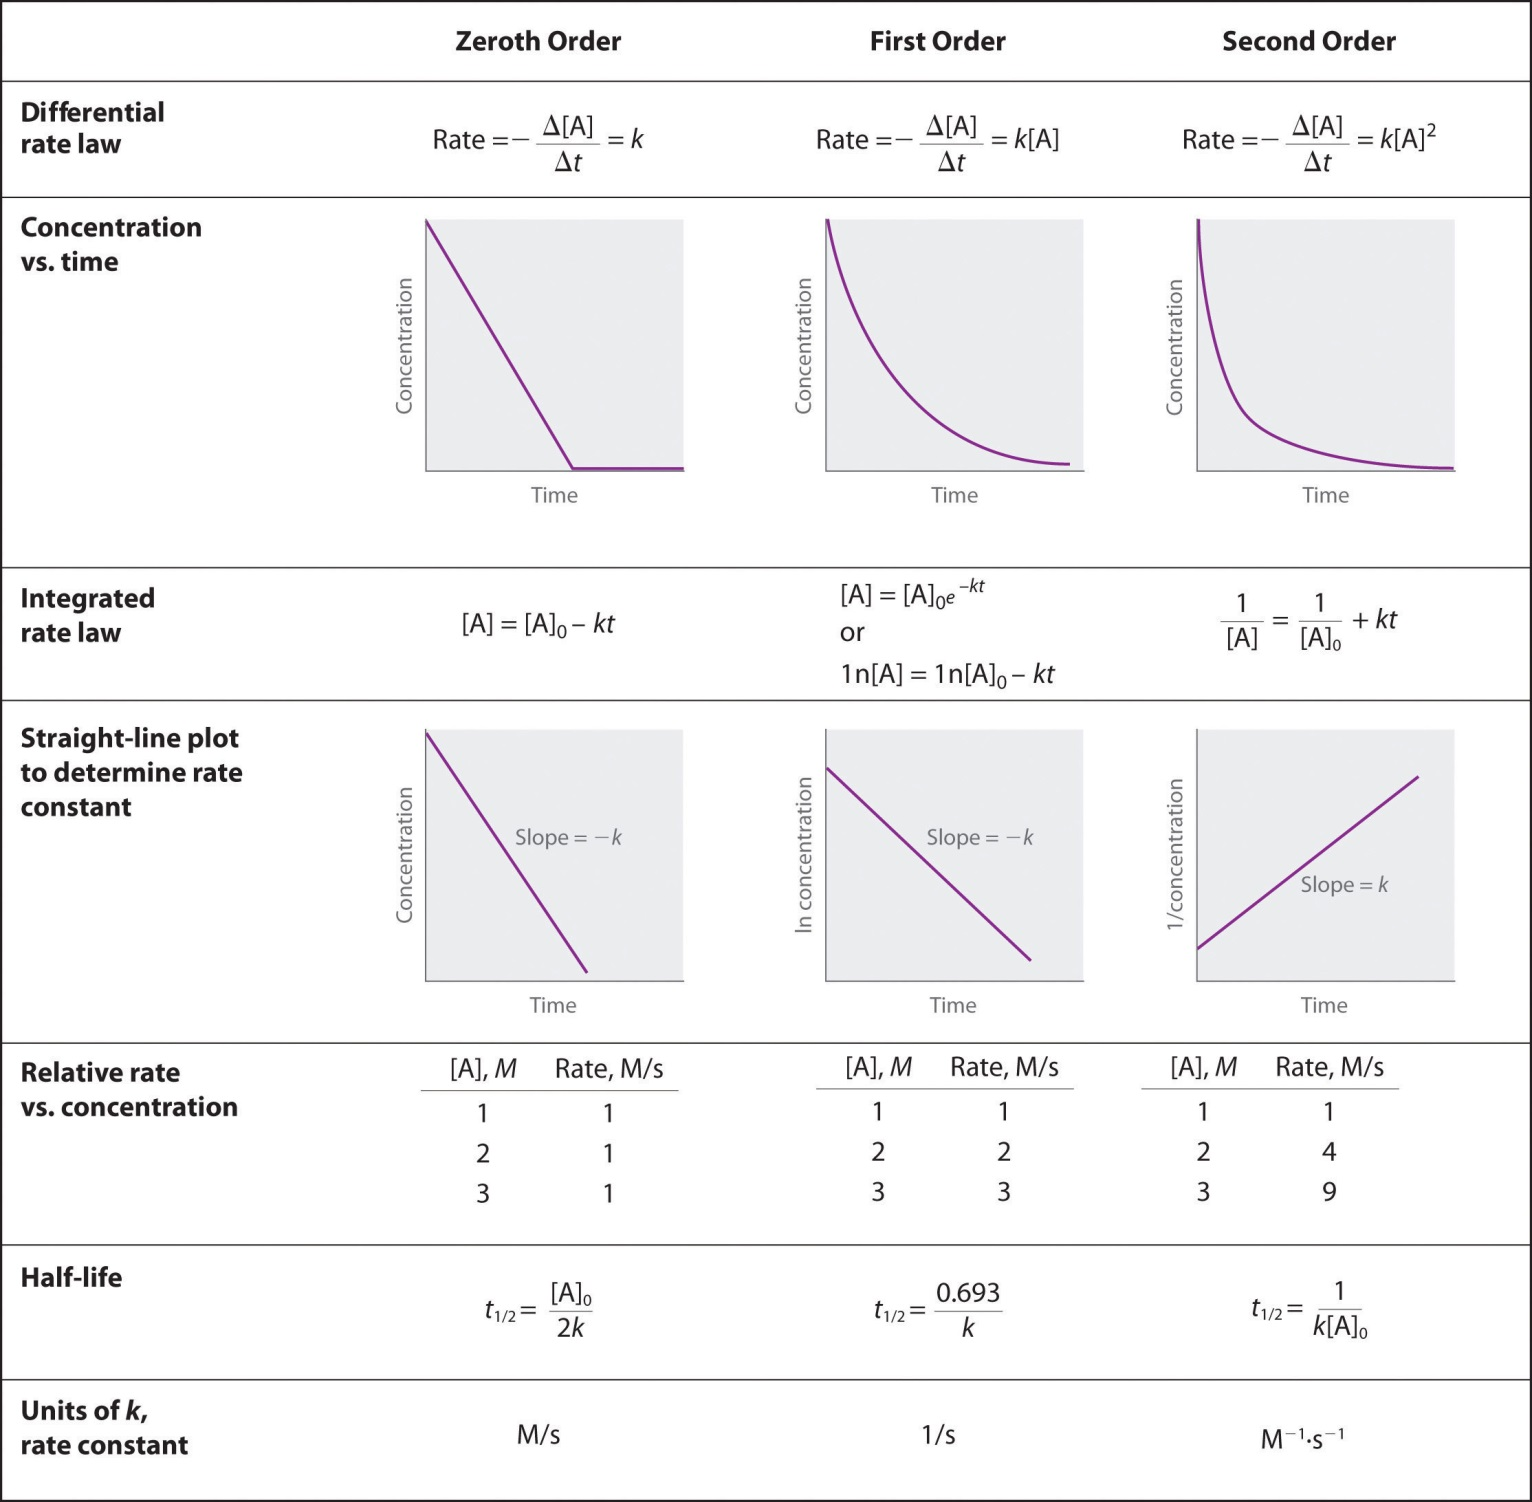 Zeroth Order First Order Second Order
Differential
rate law
Rate =− Δ[A]/Δt = k
Rate =− Δ[A]/Δt = k[A]
Rate =− Δ[A]/Δt = k[A]²
Concentration
vs. time
Concentration
Time
Concentration
Time
Concentration
Time
Integrated
rate law
[A] = [A]₀ – kt
[A] = [A]₀e^–kt
or
1n[A] = 1n[A]₀ – kt
1/[A] = 1/[A]₀ + kt
Straight-line plot
to determine rate
constant
Concentration
Slope = −k
Time
ln concentration
Slope = −k
Time
1/concentration
Slope = k
Time
Relative rate
vs. concentration
[A], M Rate, M/s
1 1
2 1
3 1
[A], M Rate, M/s
1 1
2 2
3 3
[A], M Rate, M/s
1 1
2 4
3 9
Half-life
t₁/₂ = [A]₀/2k
t₁/₂ = 0.693/k
t₁/₂ = 1/k[A]₀
Units of k,
rate constant
M/s
1/s
M⁻¹·s⁻¹